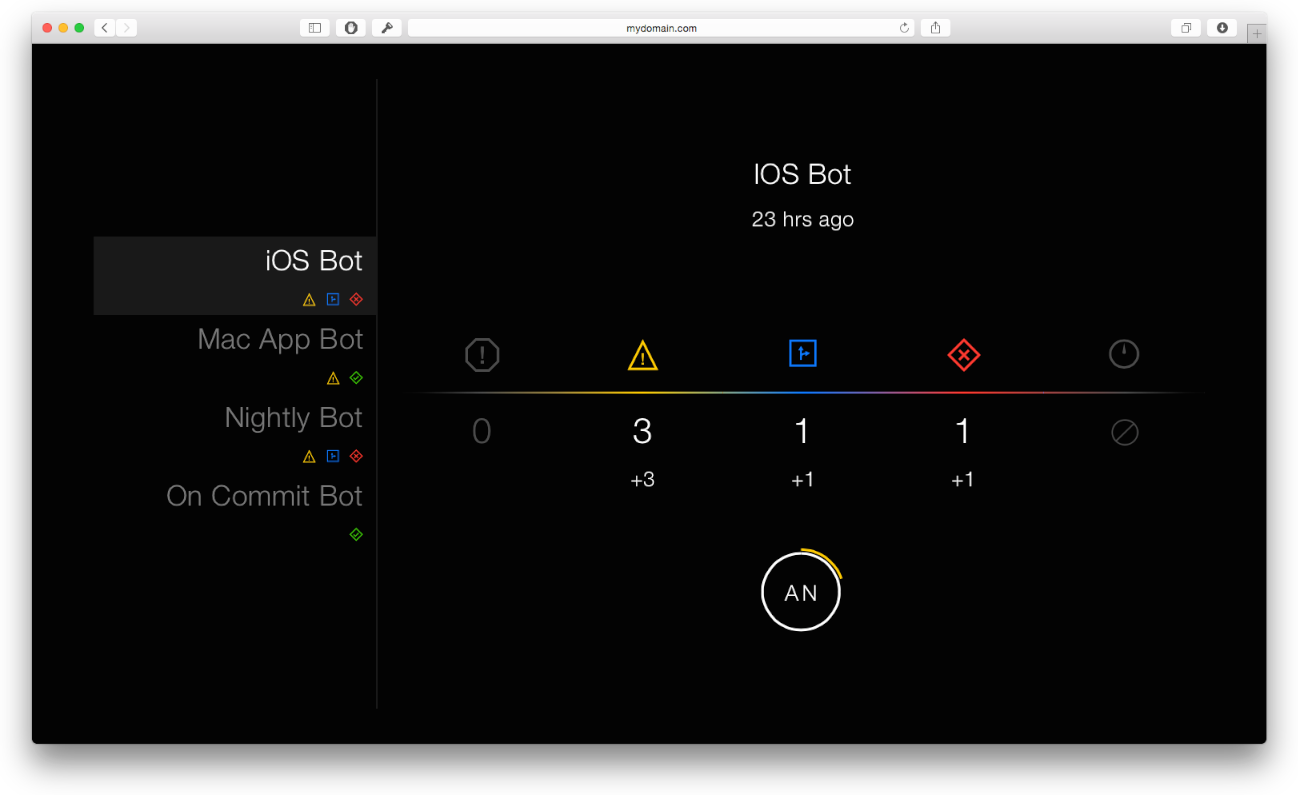 mydomain.com
iOS Bot
Mac App Bot
Nightly Bot
On Commit Bot
IOS Bot
23 hrs ago
0 3 1 1
+3 +1 +1
AN